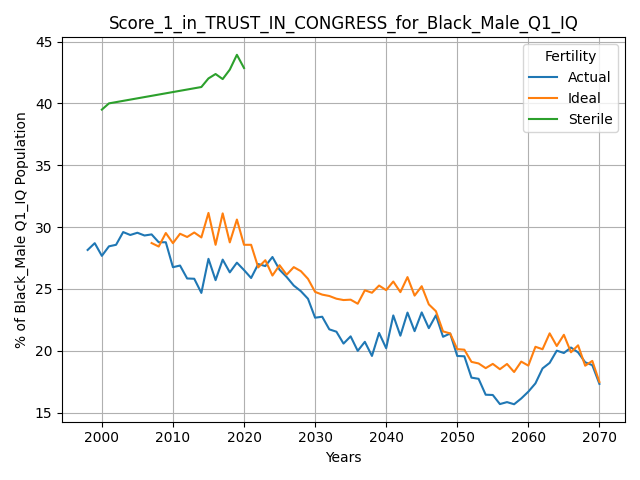 Score_1_in_TRUST_IN_CONGRESS_for_Black_Male_Q1_IQ
Fertility
Actual
Ideal
Sterile
% of Black_Male Q1_IQ Population
45
40
35
30
25
20
15
2000 2010 2020 2030 2040 2050 2060 2070
Years